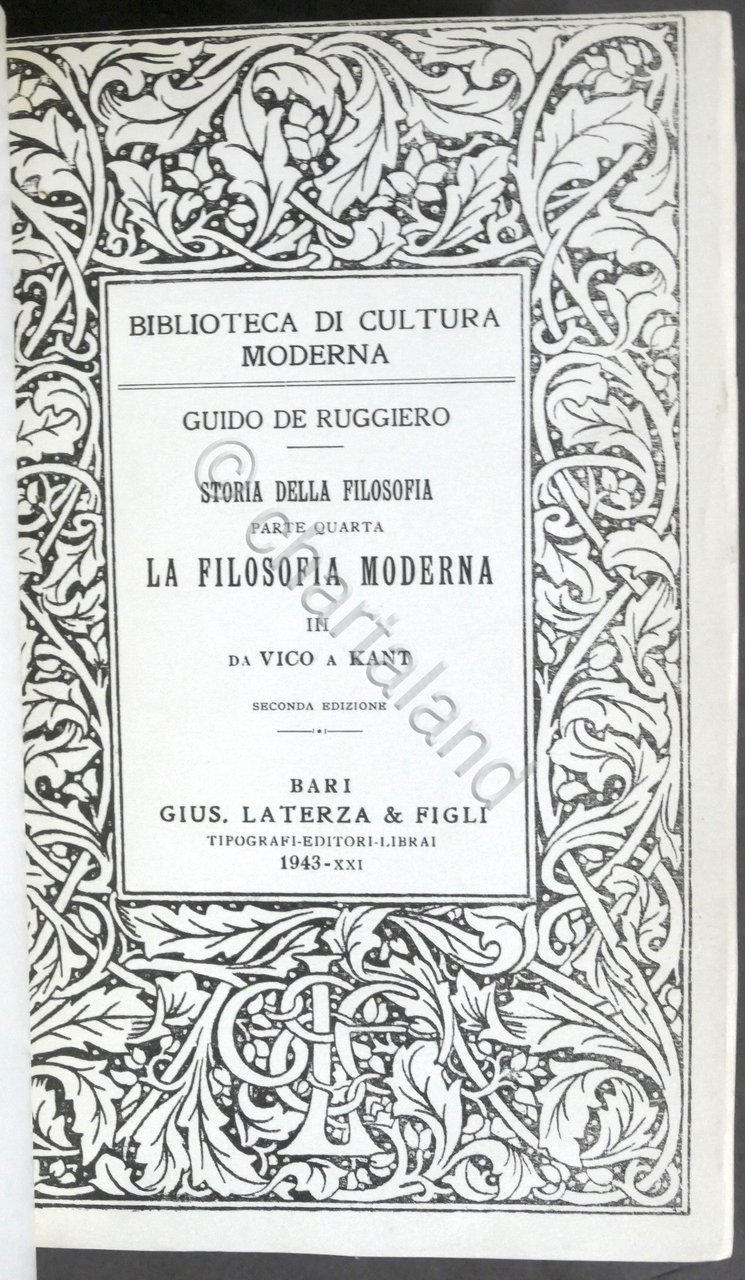 BIBLIOTECA DI CULTURA
MODERNA
GUIDO DE RUGGIERO
STORIA DELLA FILOSOFIA
PARTE QUARTA
LA FILOSOFIA MODERNA
III
DA VICO A KANT
SECONDA EDIZIONE
BARI
GIUS. LATERZA & FIGLI
TIPOGRAFI-EDITORI-LIBRAI
1943-XXI
© chartaland